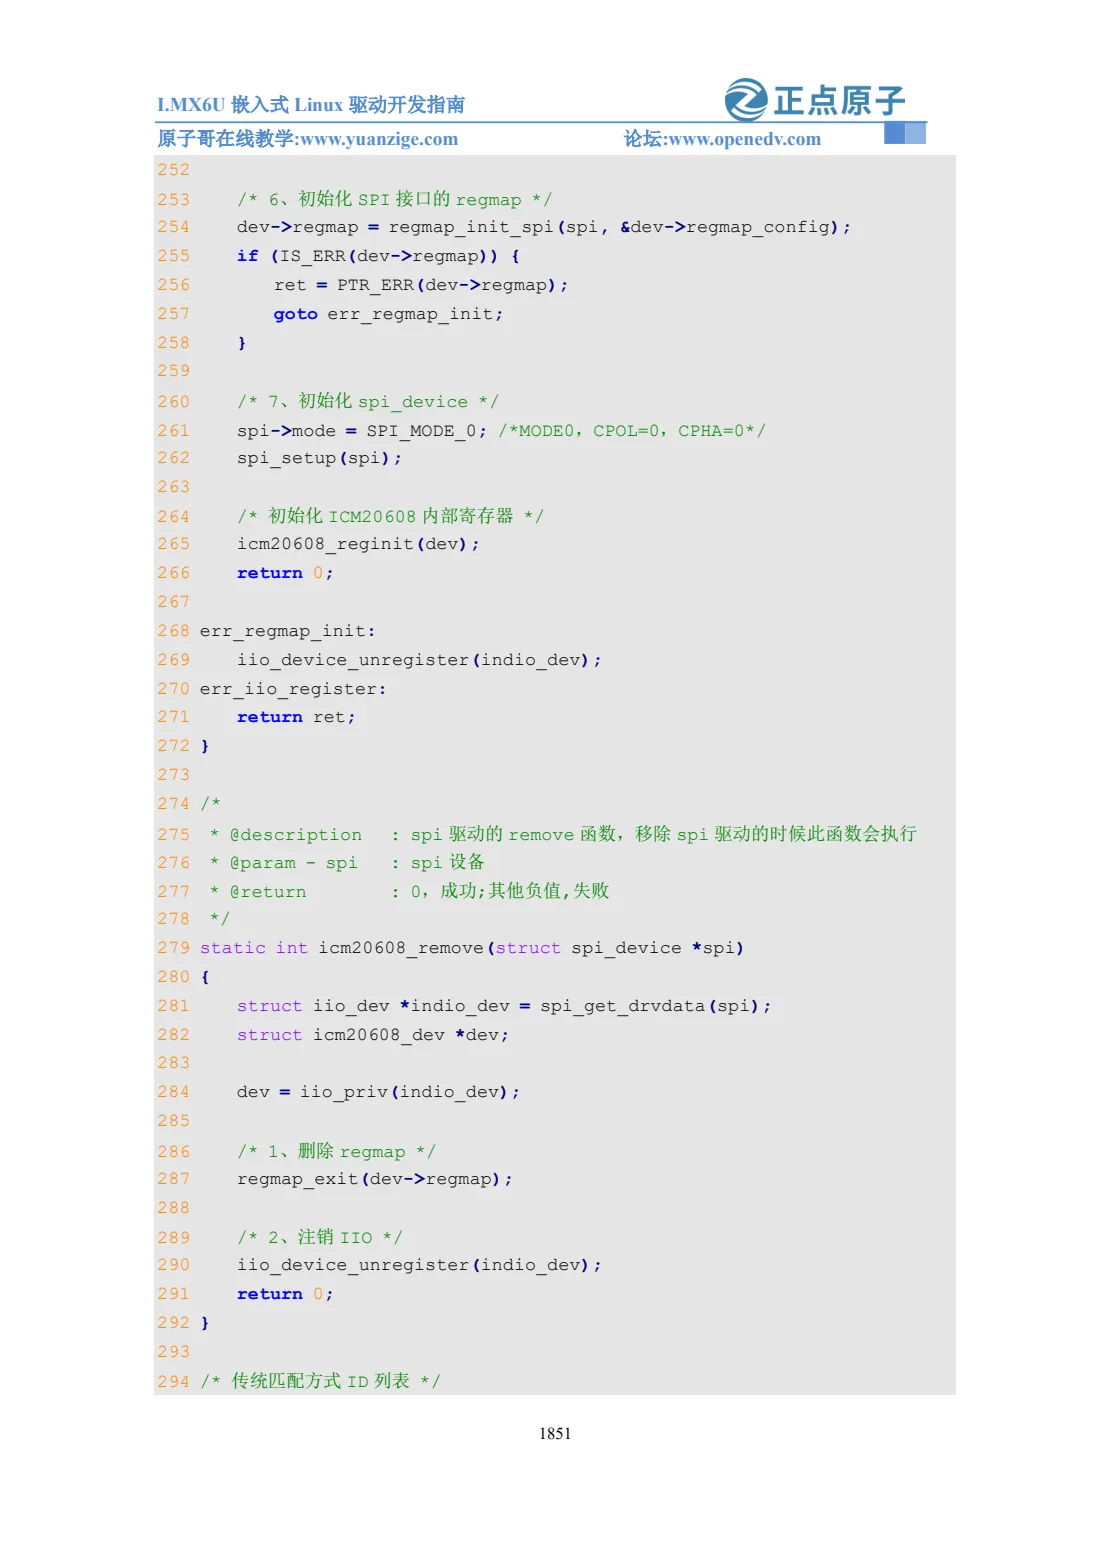 I.MX6U 嵌入式 Linux 驱动开发指南
正点原子
原子哥在线教学:www.yuanzige.com 论坛:www.openedv.com
252
253 /* 6、初始化 SPI 接口的 regmap */
254 dev->regmap = regmap_init_spi(spi, &dev->regmap_config);
255 if (IS_ERR(dev->regmap)) {
256 ret = PTR_ERR(dev->regmap);
257 goto err_regmap_init;
258 }
259
260 /* 7、初始化 spi_device */
261 spi->mode = SPI_MODE_0; /*MODE0，CPOL=0，CPHA=0*/
262 spi_setup(spi);
263
264 /* 初始化 ICM20608 内部寄存器 */
265 icm20608_reginit(dev);
266 return 0;
267
268 err_regmap_init:
269 iio_device_unregister(indio_dev);
270 err_iio_register:
271 return ret;
272 }
273
274 /*
275 * @description : spi 驱动的 remove 函数，移除 spi 驱动的时候此函数会执行
276 * @param - spi : spi 设备
277 * @return : 0，成功;其他负值,失败
278 */
279 static int icm20608_remove(struct spi_device *spi)
280 {
281 struct iio_dev *indio_dev = spi_get_drvdata(spi);
282 struct icm20608_dev *dev;
283
284 dev = iio_priv(indio_dev);
285
286 /* 1、删除 regmap */
287 regmap_exit(dev->regmap);
288
289 /* 2、注销 IIO */
290 iio_device_unregister(indio_dev);
291 return 0;
292 }
293
294 /* 传统匹配方式 ID 列表 */
1851